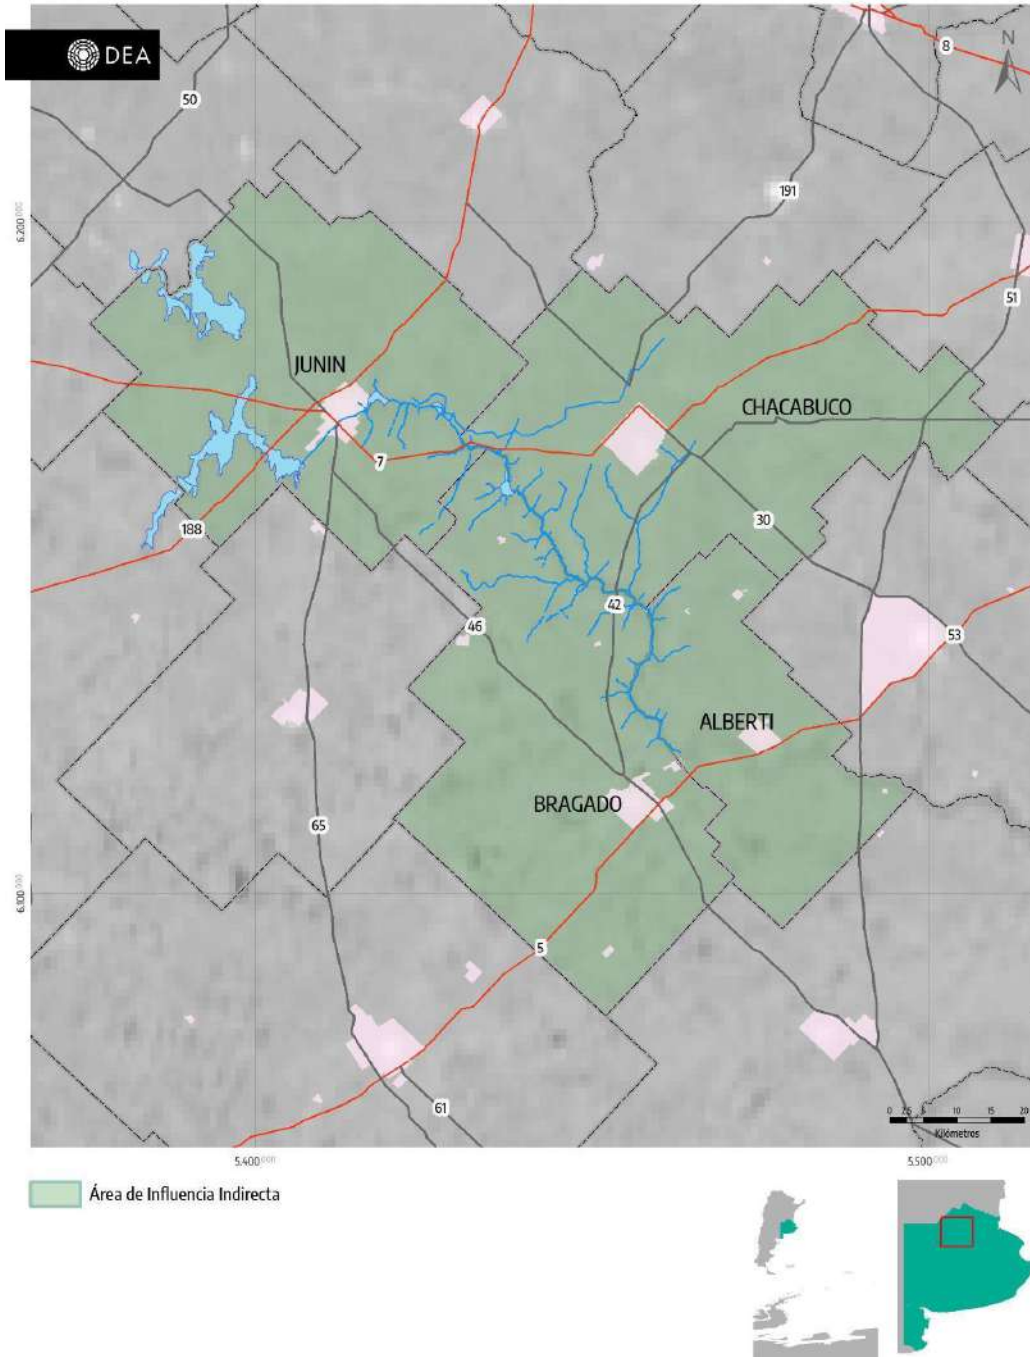 DEA
N
8
50
191
6.200 000
51
JUNIN
CHACABUCO
7
188
30
42
46
53
ALBERTI
BRAGADO
65
6.100 000
5
61
0 2,5 5 10 15 20
Kilómetros
5.400 000
5.500 000
Área de Influencia Indirecta